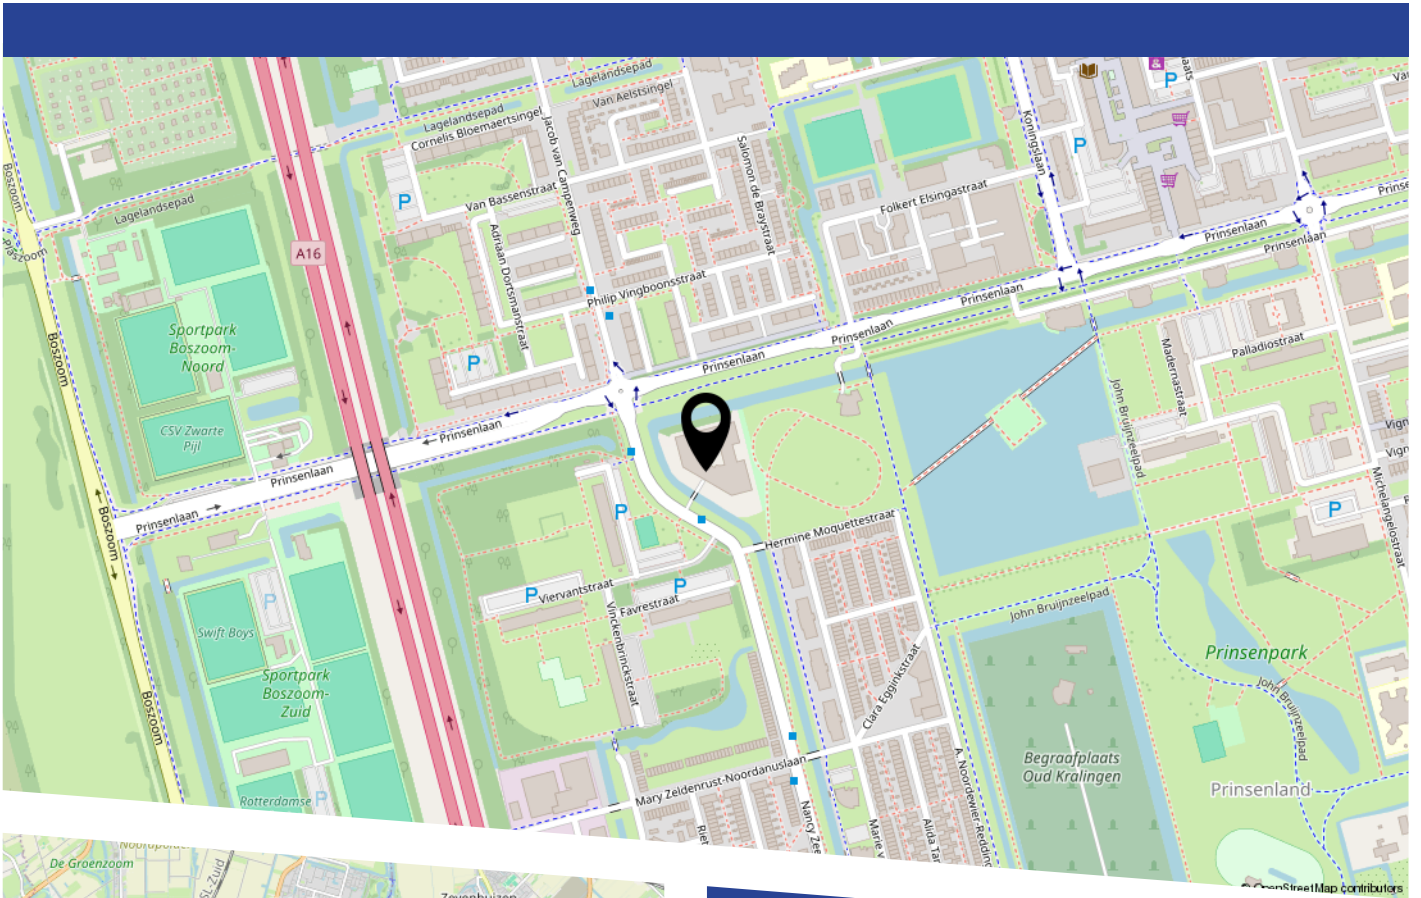 Lagelandsepad
Van Aelstsingel
Lagelandsepad
Cornelis Bloemaertsingel
Jacob van Campenweg
Salomon de Braystraat
Koningslaan
P
P
Boszoom
Plaszoom
Lagelandsepad
P
Van Bassenstraat
Folkert Elsingastraat
Prinsenlaan
Prinsenlaan
A16
Adriaan Dortsmanstraat
Philip Vingboonsstraat
Prinsenlaan
Prinsenlaan
Prinsenlaan
Sportpark
Boszoom-
Noord
Boszoom
P
Madernastraat
Palladiostraat
John Bruijnzeelpad
CSV Zwarte
Pijl
Prinsenlaan
Prinsenlaan
Prinsenlaan
Boszoom
Michelangelostraat
P
P
Hermine Moquettestraat
Viervantstraat
P
P
Favrestraat
Vinckenbrinckstraat
P
Swift Boys
John Bruijnzeelpad
Prinsenpark
Clara Egginkstraat
John Bruijnzeelpad
Sportpark
Boszoom-
Zuid
Boszoom
Begraafplaats
Oud Kralingen
Prinsenland
Mary Zeldenrust-Noordanuslaan
Rotterdamse
P
De Groenzoom
© OpenStreetMap contributors